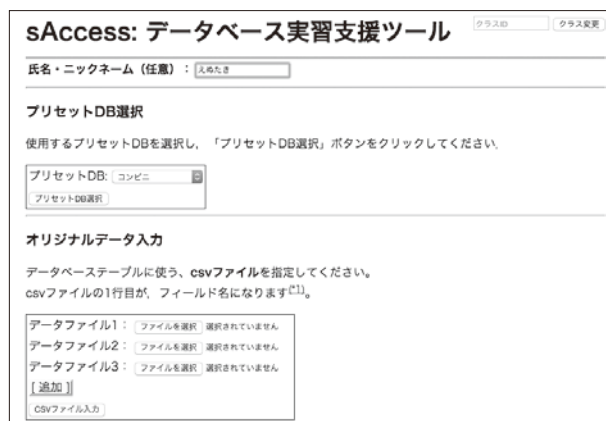 sAccess: データベース実習支援ツール
クラスID クラス変更
氏名・ニックネーム（任意）：えぬたき
プリセットDB選択
使用するプリセットDBを選択し，「プリセットDB選択」ボタンをクリックしてください．
プリセットDB: コンビニ
プリセットDB選択
オリジナルデータ入力
データベーステーブルに使う、csvファイルを指定してください。
csvファイルの1行目が，フィールド名になります(*1)。
データファイル1： ファイルを選択 選択されていません
データファイル2： ファイルを選択 選択されていません
データファイル3： ファイルを選択 選択されていません
[ 追加 ]
CSVファイル入力